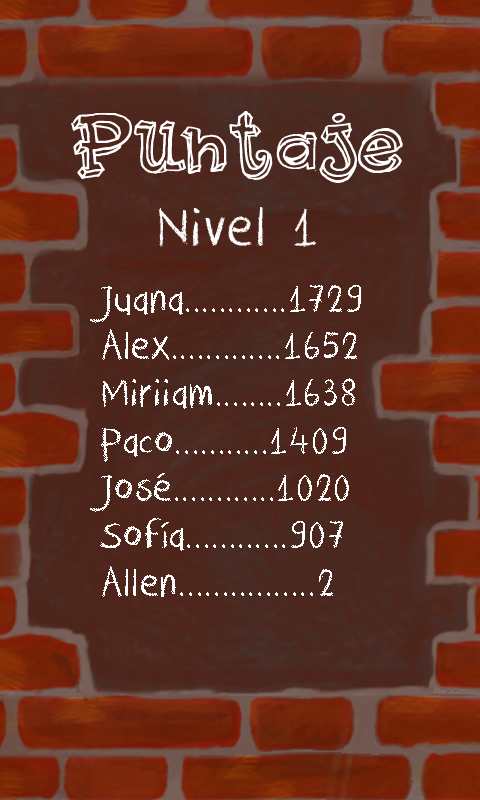 Puntaje
Nivel 1
Juana............1729
Alex.............1652
Miriiam........1638
Paco...........1409
José............1020
Sofía............907
Allen................2